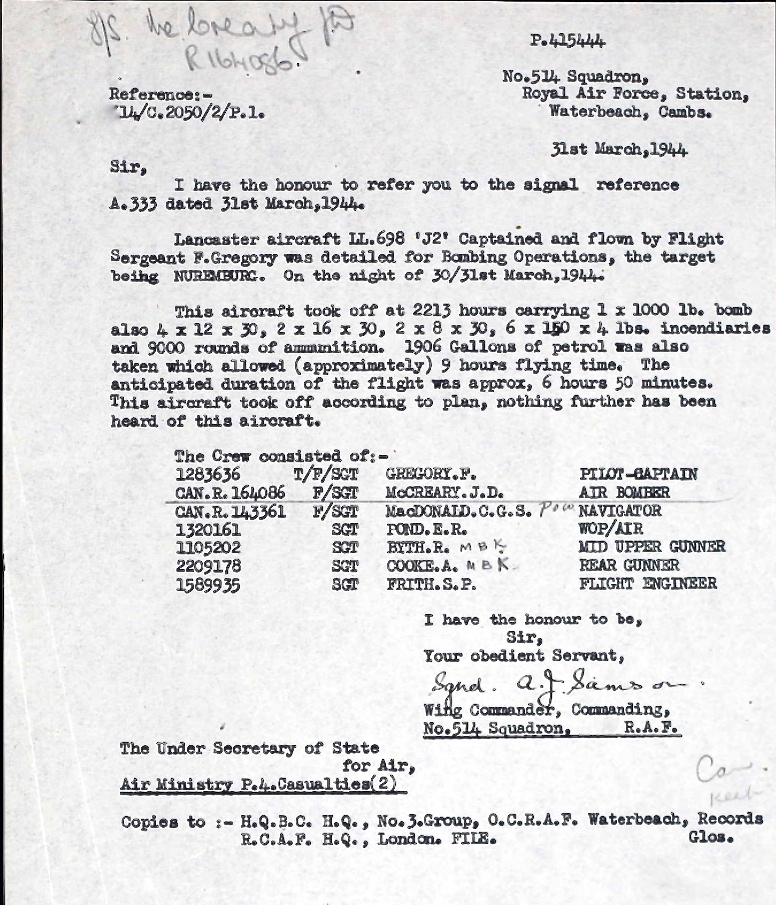 F/S. McCreary JD
R164086.
P.415444
No.514 Squadron,
Royal Air Force, Station,
Waterbeach, Cambs.
Reference:-
14/C.2050/2/P.1.
31st March,1944
Sir,
I have the honour to refer you to the signal reference
A.333 dated 31st March,1944.
Lancaster aircraft LL.698 'J2' Captained and flown by Flight
Sergeant F.Gregory was detailed for Bombing Operations, the target
being NUREMBURG. On the night of 30/31st March,1944.
This aircraft took off at 2213 hours carrying 1 x 1000 lb. bomb
also 4 x 12 x 30, 2 x 16 x 30, 2 x 8 x 30, 6 x 150 x 4 lbs. incendiaries
and 9000 rounds of ammunition. 1906 Gallons of petrol was also
taken which allowed (approximately) 9 hours flying time. The
anticipated duration of the flight was approx, 6 hours 50 minutes.
This aircraft took off according to plan, nothing further has been
heard of this aircraft.
The Crew consisted of:-
1283636 T/F/SGT GREGORY.F. PILOT-CAPTAIN
CAN.R.164086 F/SGT McCREARY.J.D. AIR BOMBER
CAN.R.143361 F/SGT MacDONALD.C.G.S. POW NAVIGATOR
1320161 SGT POND.E.R. WOP/AIR
1105202 SGT BYTH.R. MBK MID UPPER GUNNER
2209178 SGT COOKE.A. MBK. REAR GUNNER
1589935 SGT FRITH.S.P. FLIGHT ENGINEER
I have the honour to be,
Sir,
Your obedient Servant,
Sgnd. A.J. Samson.
Wing Commander, Commanding,
No.514 Squadron, R.A.F.
The Under Secretary of State
for Air,
Air Ministry P.4.Casualties(2)
Can.
Copies to :- H.Q.B.C. H.Q., No.3.Group, O.C.R.A.F. Waterbeach, Records
R.C.A.F. H.Q., London. FILE. Glos.